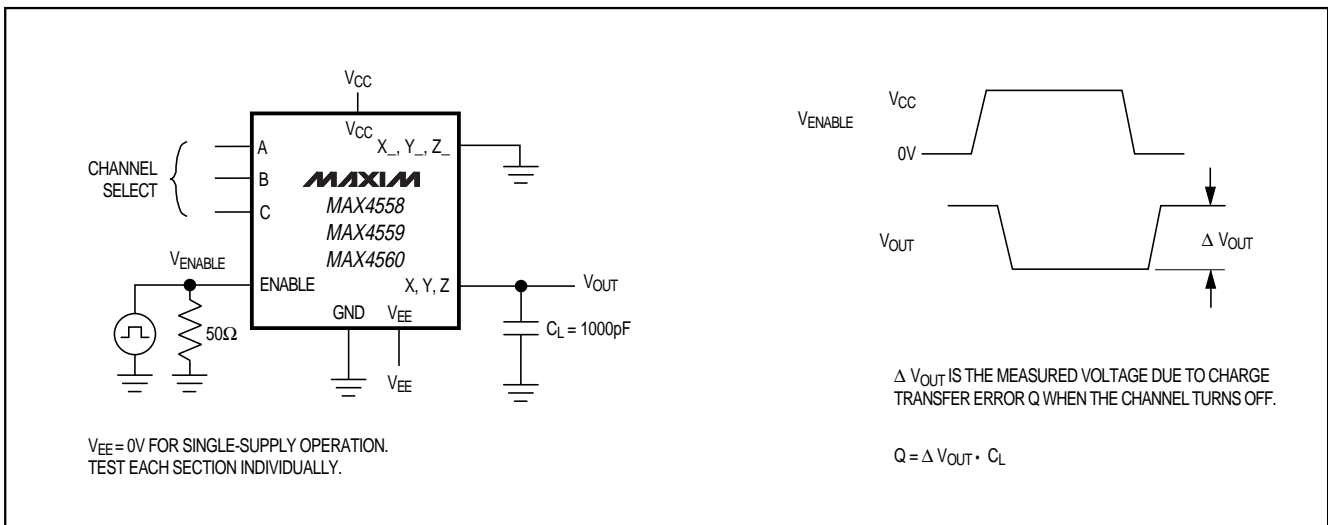 VCC
VCC
X_, Y_, Z_
A
CHANNEL
SELECT
B
C
MAXIM
MAX4558
MAX4559
MAX4560
VENABLE
ENABLE
X, Y, Z
VOUT
50Ω
GND
VEE
CL = 1000pF
VEE
VEE = 0V FOR SINGLE-SUPPLY OPERATION.
TEST EACH SECTION INDIVIDUALLY.
VENABLE
VCC
0V
VOUT
Δ VOUT
Δ VOUT IS THE MEASURED VOLTAGE DUE TO CHARGE
TRANSFER ERROR Q WHEN THE CHANNEL TURNS OFF.
Q = Δ VOUT • CL